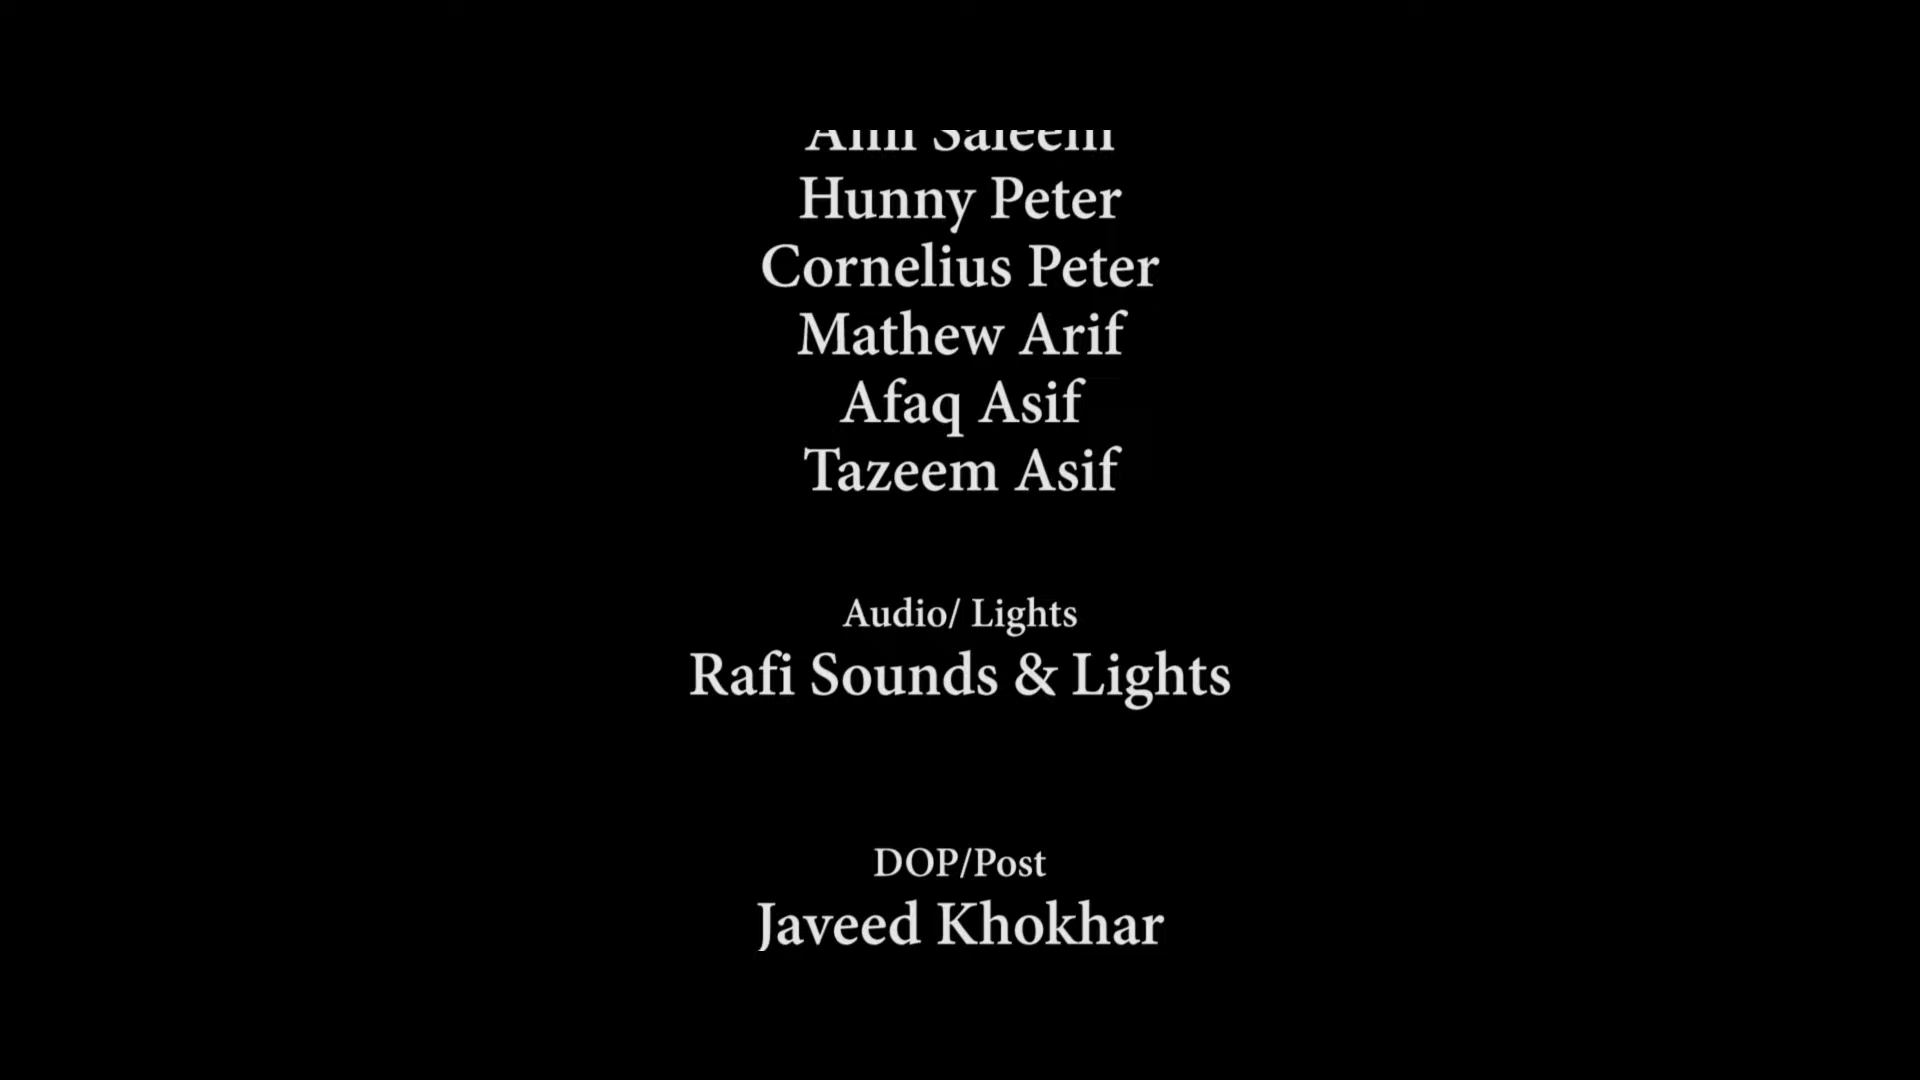 Saleem
Hunny Peter
Cornelius Peter
Mathew Arif
Afaq Asif
Tazeem Asif
Audio/ Lights
Rafi Sounds & Lights
DOP/Post
Javeed Khokhar